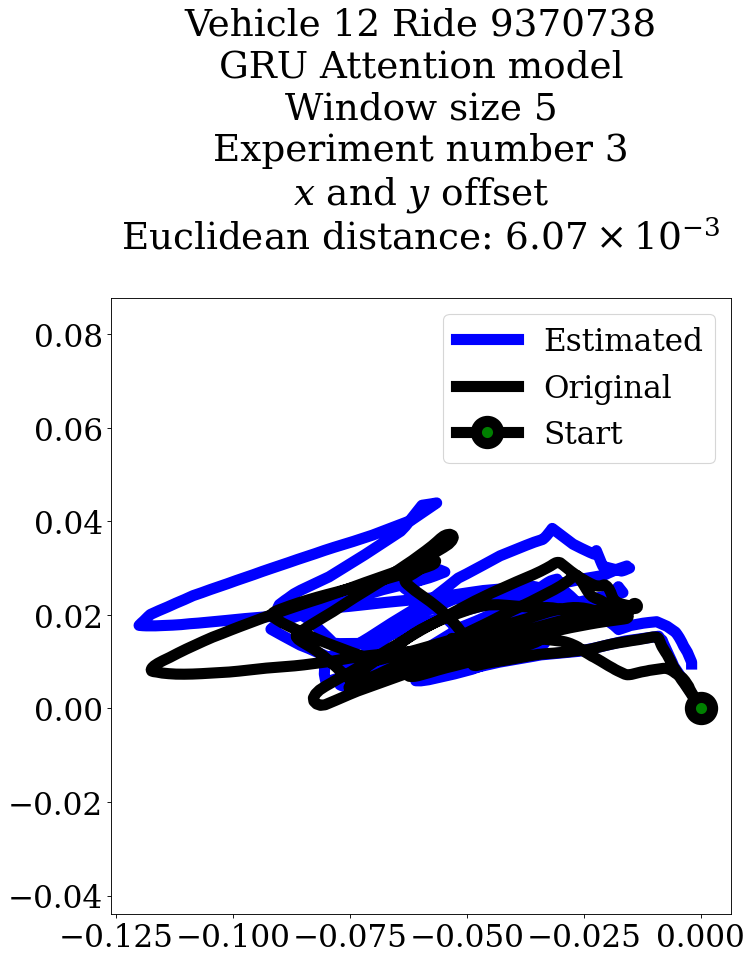 Vehicle 12 Ride 9370738
GRU Attention model
Window size 5
Experiment number 3
x and y offset
Euclidean distance: 6.07 × 10⁻³
Estimated
Original
Start
0.08
0.06
0.04
0.02
0.00
−0.02
−0.04
−0.125 −0.100 −0.075 −0.050 −0.025 0.000